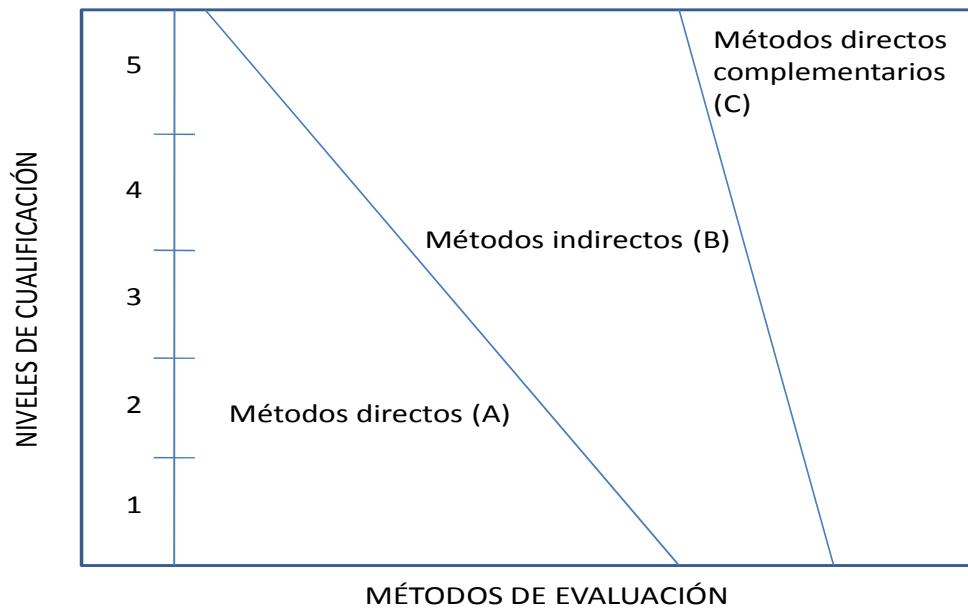 Métodos directos
complementarios
(C)
5
4
Métodos indirectos (B)
3
2
Métodos directos (A)
1
NIVELES DE CUALIFICACIÓN
MÉTODOS DE EVALUACIÓN